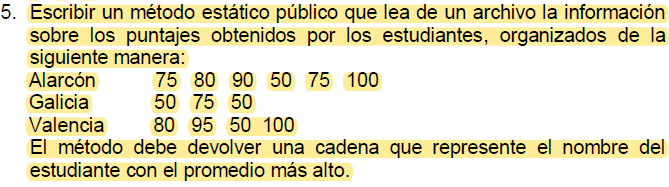 5. Escribir un método estático público que lea de un archivo la información
sobre los puntajes obtenidos por los estudiantes, organizados de la
siguiente manera:
Alarcón 75 80 90 50 75 100
Galicia 50 75 50
Valencia 80 95 50 100
El método debe devolver una cadena que represente el nombre del
estudiante con el promedio más alto.